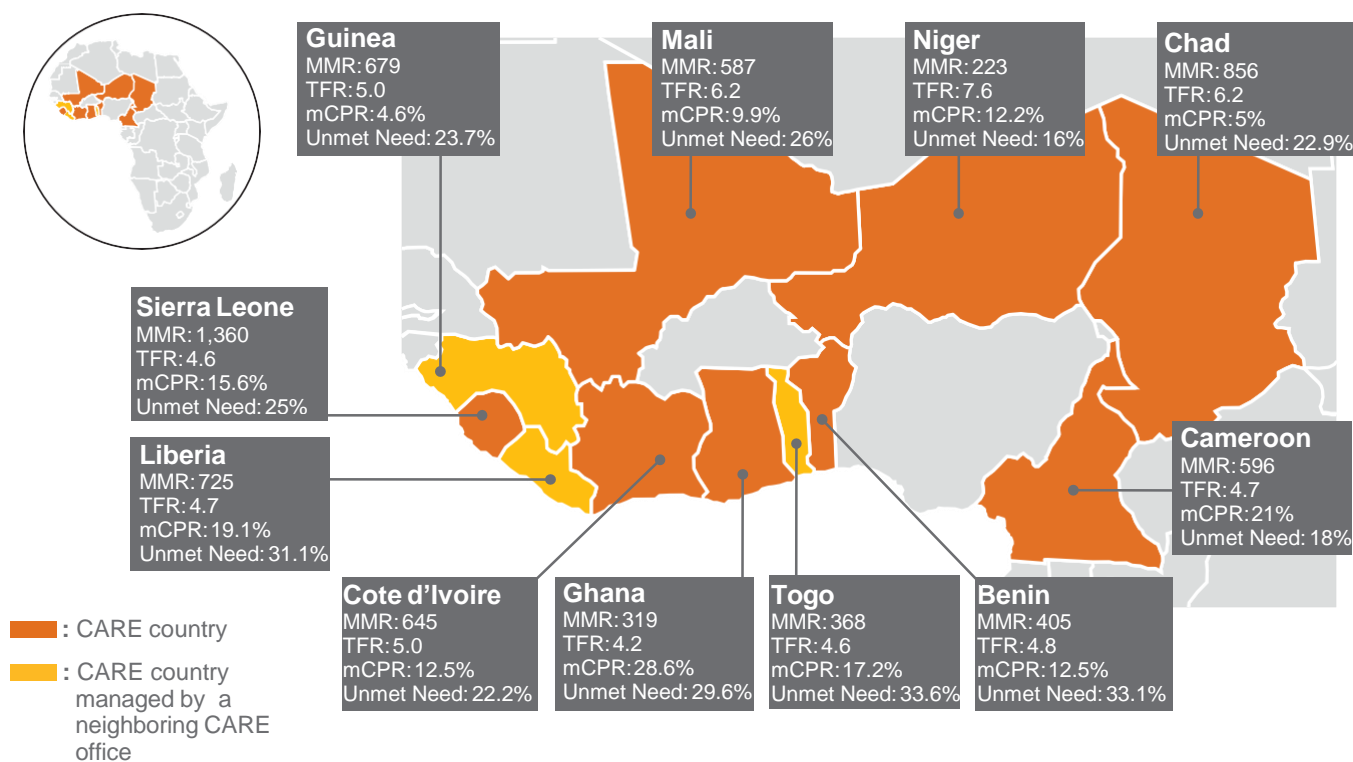 Guinea
MMR: 679
TFR: 5.0
mCPR: 4.6%
Unmet Need: 23.7%
Mali
MMR: 587
TFR: 6.2
mCPR: 9.9%
Unmet Need: 26%
Niger
MMR: 223
TFR: 7.6
mCPR: 12.2%
Unmet Need: 16%
Chad
MMR: 856
TFR: 6.2
mCPR: 5%
Unmet Need: 22.9%
Sierra Leone
MMR: 1,360
TFR: 4.6
mCPR: 15.6%
Unmet Need: 25%
Liberia
MMR: 725
TFR: 4.7
mCPR: 19.1%
Unmet Need: 31.1%
Cameroon
MMR: 596
TFR: 4.7
mCPR: 21%
Unmet Need: 18%
Cote d’Ivoire
MMR: 645
TFR: 5.0
mCPR: 12.5%
Unmet Need: 22.2%
Ghana
MMR: 319
TFR: 4.2
mCPR: 28.6%
Unmet Need: 29.6%
Togo
MMR: 368
TFR: 4.6
mCPR: 17.2%
Unmet Need: 33.6%
Benin
MMR: 405
TFR: 4.8
mCPR: 12.5%
Unmet Need: 33.1%
: CARE country
: CARE country
managed by a
neighboring CARE
office